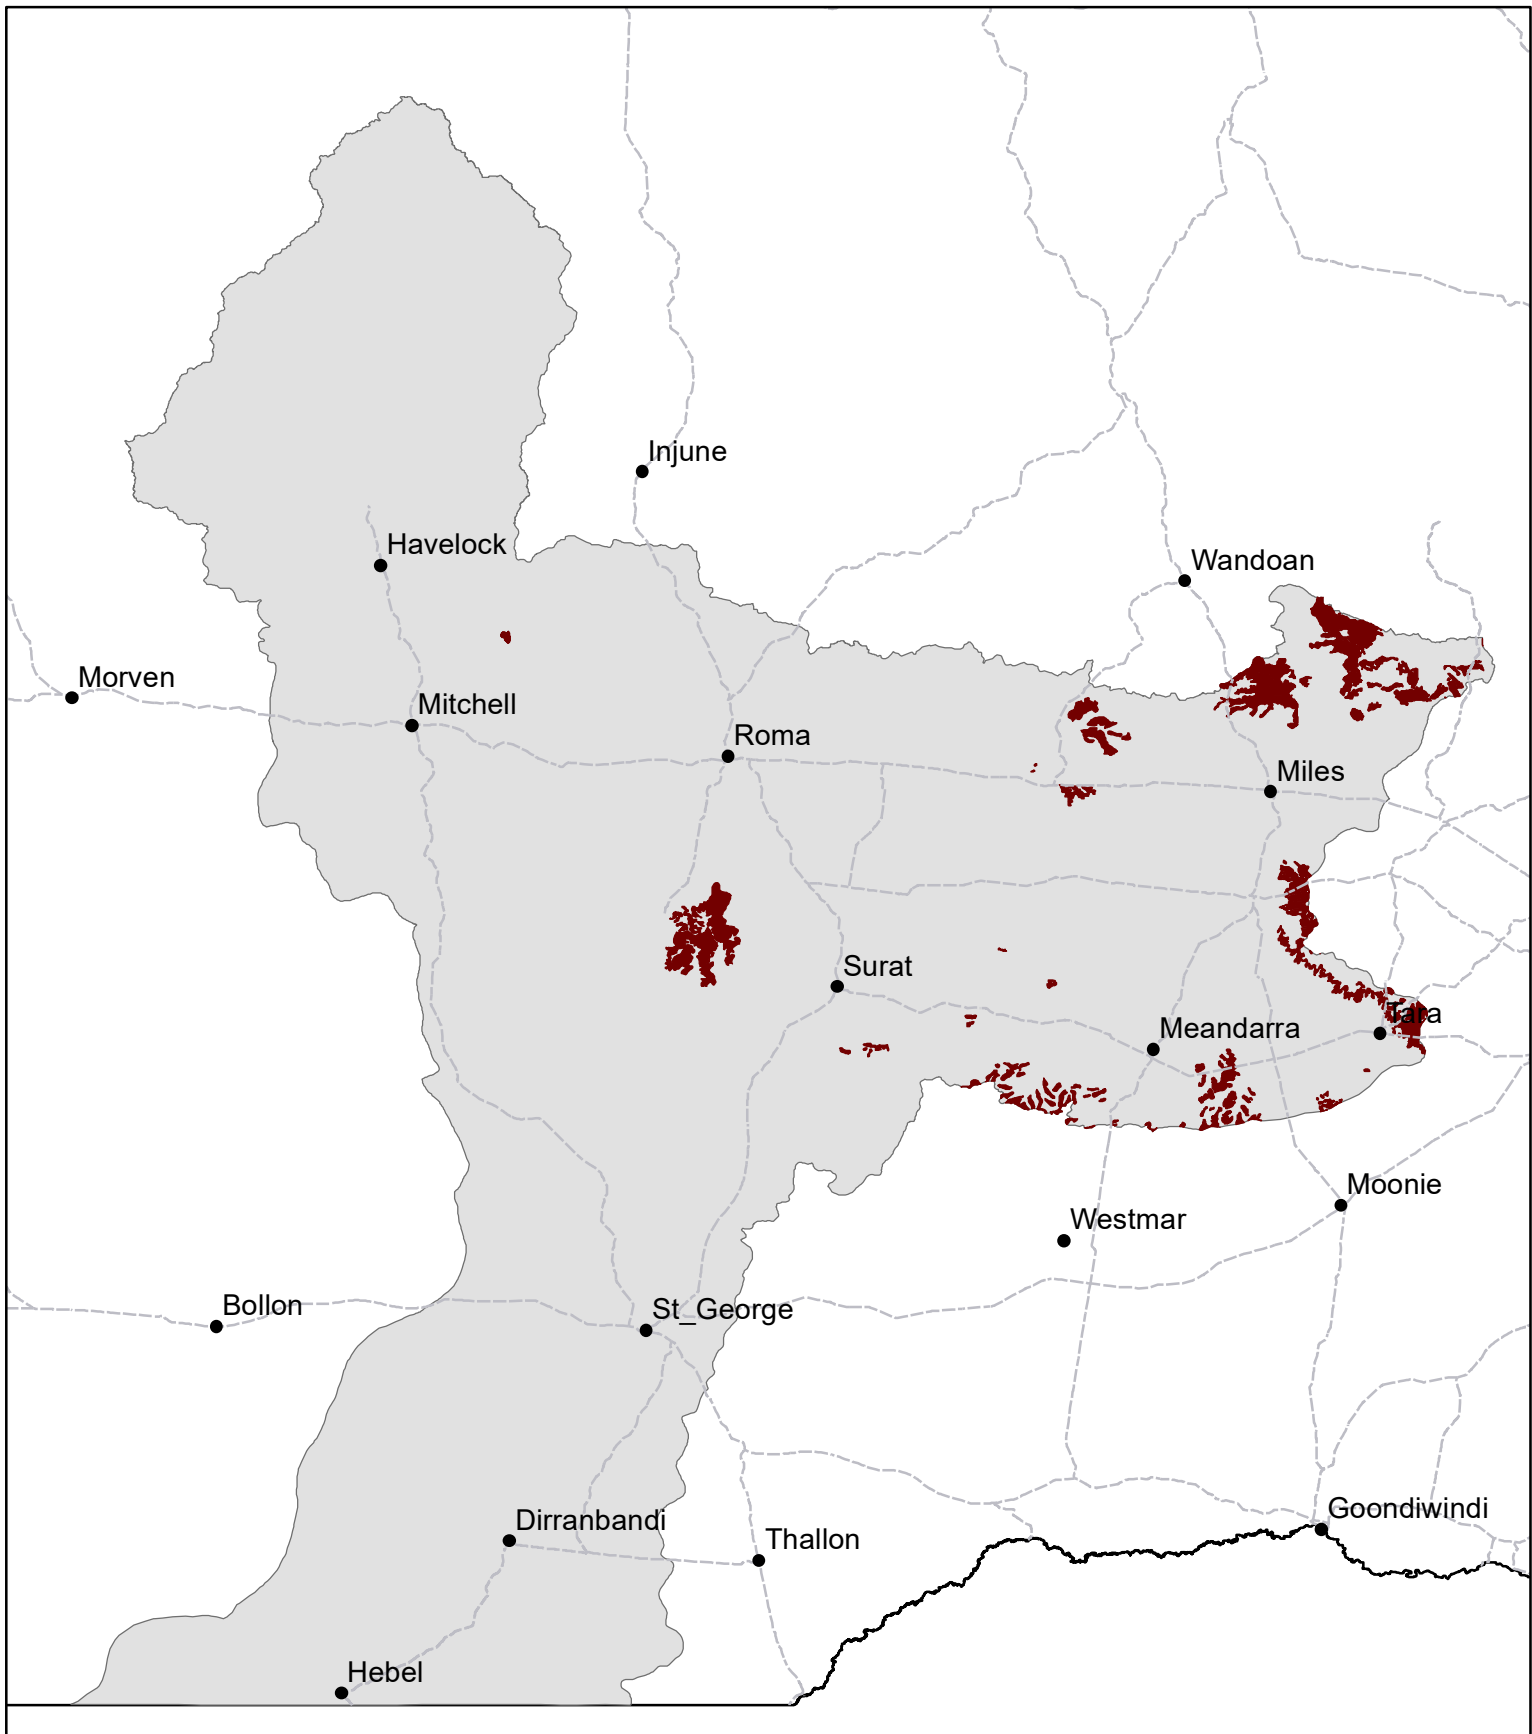 Injune
Havelock
Wandoan
Morven
Mitchell
Roma
Miles
Surat
Tara
Meandarra
Moonie
Westmar
Bollon
St_George
Goondiwindi
Dirranbandi
Thallon
Hebel